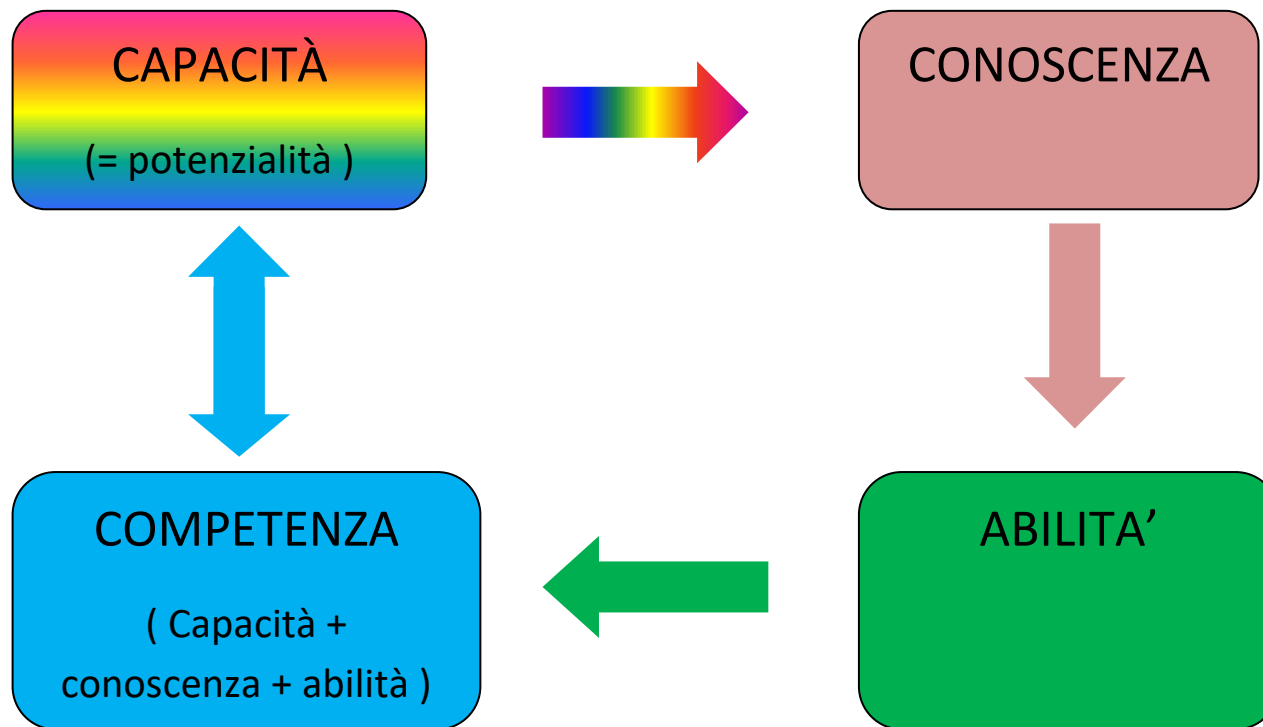 CAPACITÀ
(= potenzialità )
CONOSCENZA
COMPETENZA
( Capacità +
conoscenza + abilità )
ABILITA’